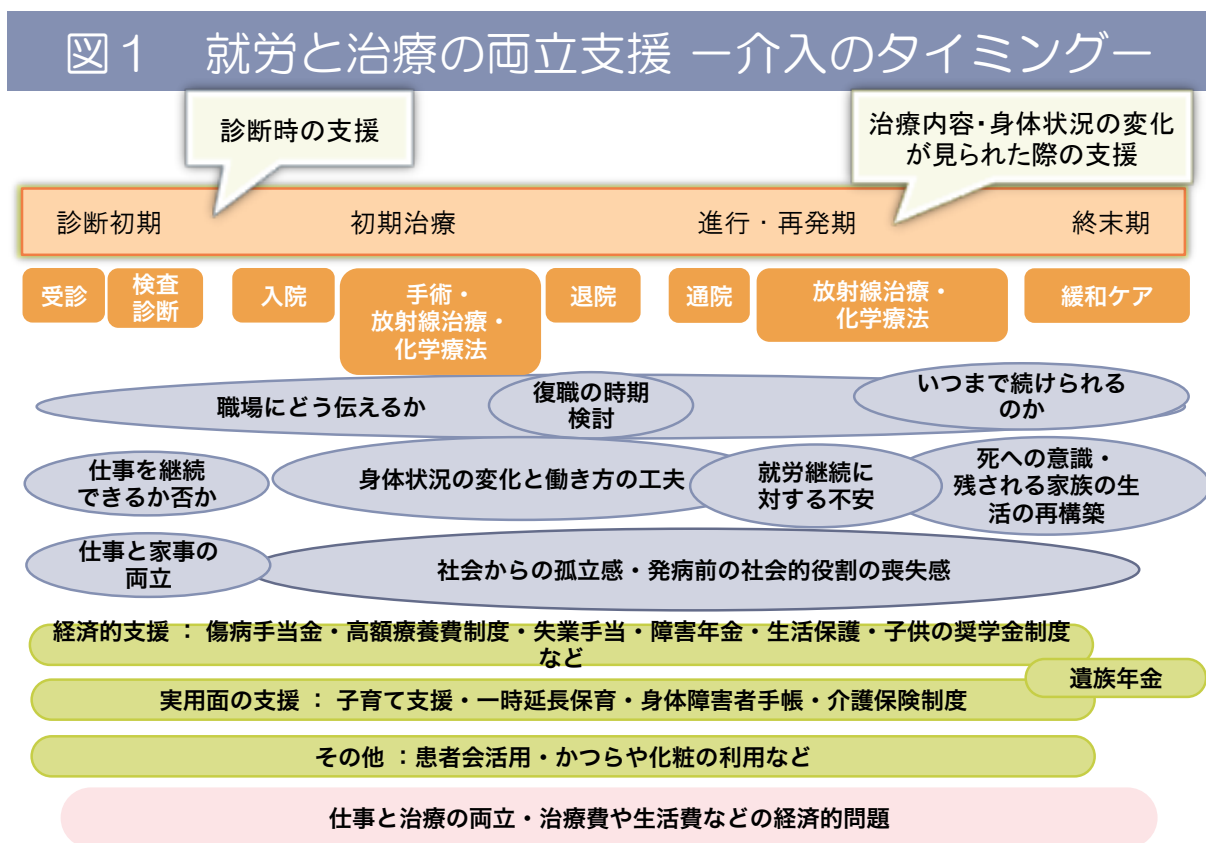 図1 就労と治療の両立支援 ー介入のタイミングー
診断時の支援
治療内容・身体状況の変化
が見られた際の支援
診断初期
初期治療
進行・再発期
終末期
受診
検査
診断
入院
手術・
放射線治療・
化学療法
退院
通院
放射線治療・
化学療法
緩和ケア
職場にどう伝えるか
復職の時期
検討
いつまで続けられる
のか
仕事を継続
できるか否か
身体状況の変化と働き方の工夫
就労継続に
対する不安
死への意識・
残される家族の生
活の再構築
仕事と家事の
両立
社会からの孤立感・発病前の社会的役割の喪失感
経済的支援 : 傷病手当金・高額療養費制度・失業手当・障害年金・生活保護・子供の奨学金制度
など
遺族年金
実用面の支援 : 子育て支援・一時延長保育・身体障害者手帳・介護保険制度
その他 :患者会活用・かつらや化粧の利用など
仕事と治療の両立・治療費や生活費などの経済的問題